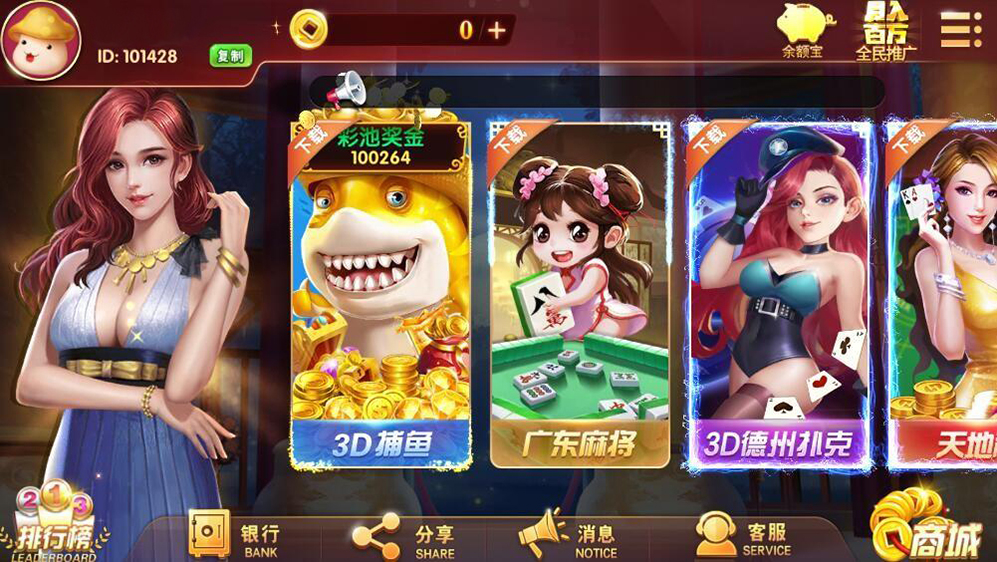 ID: 101428
复制
0
余额宝
月入
百万
全民推广
下载
彩池奖金
100264
3D捕鱼
下载
广东麻将
八
萬
下载
3D德州扑克
下载
K A
天地
2 1 3
排行榜
LEADERBOARD
银行
BANK
分享
SHARE
消息
NOTICE
客服
SERVICE
商城